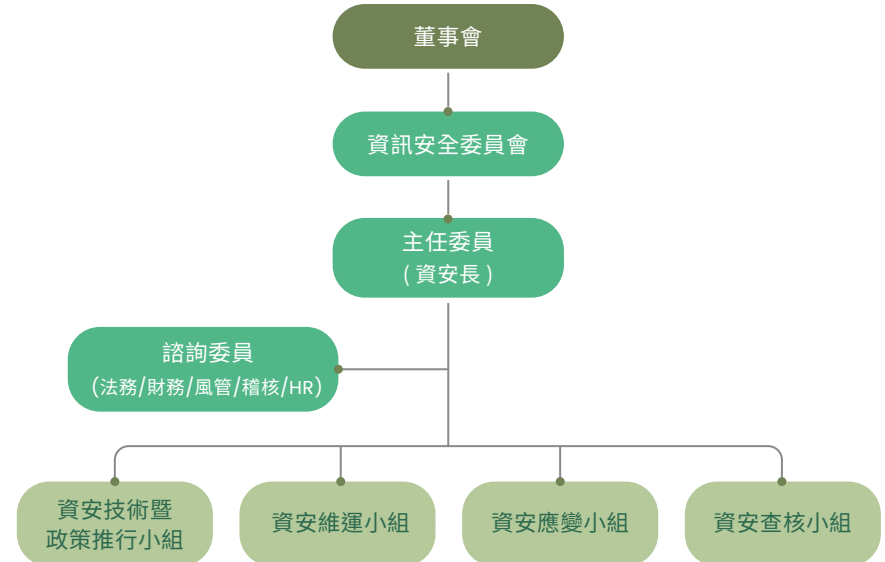 董事會
資訊安全委員會
主任委員
(資安長)
諮詢委員
(法務/財務/風管/稽核/HR)
資安技術暨
政策推行小組
資安維運小組
資安應變小組
資安查核小組